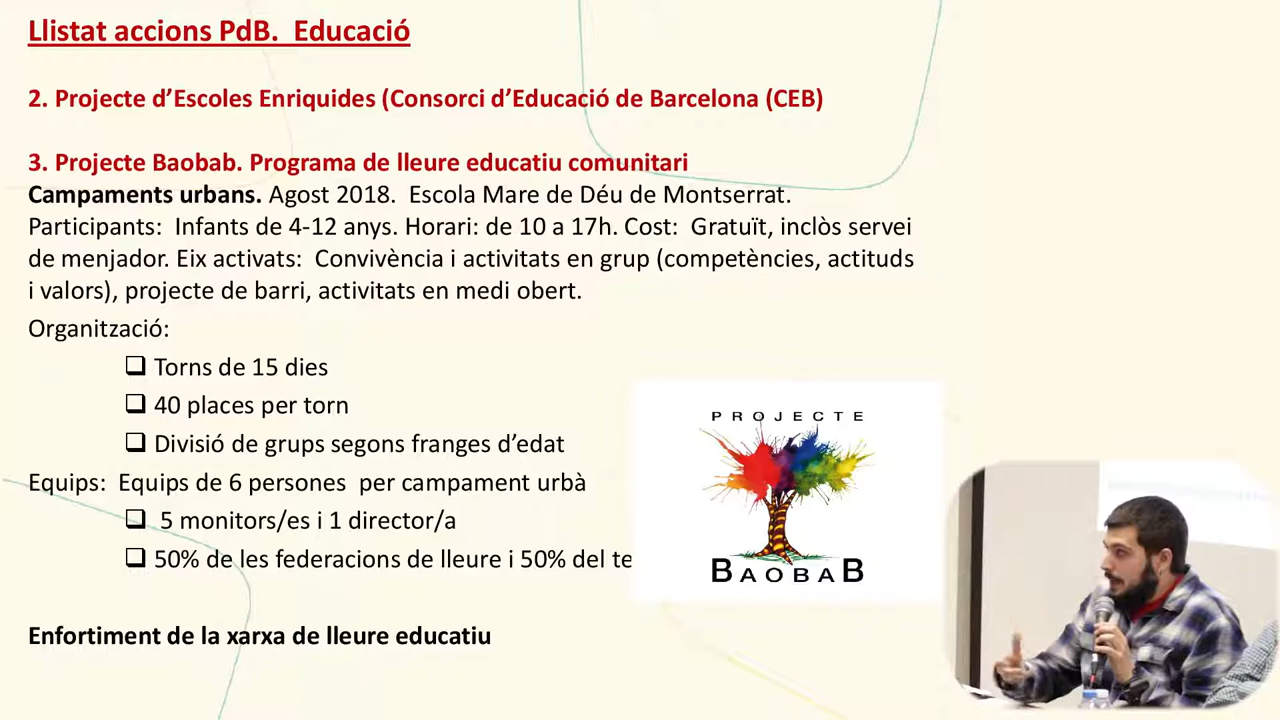 Llistat accions PdB. Educació
2. Projecte d’Escoles Enriquides (Consorci d’Educació de Barcelona (CEB)
3. Projecte Baobab. Programa de lleure educatiu comunitari
Campaments urbans. Agost 2018. Escola Mare de Déu de Montserrat.
Participants: Infants de 4-12 anys. Horari: de 10 a 17h. Cost: Gratuït, inclòs servei
de menjador. Eix activats: Convivència i activitats en grup (competències, actituds
i valors), projecte de barri, activitats en medi obert.
Organització:
❑ Torns de 15 dies
❑ 40 places per torn
❑ Divisió de grups segons franges d’edat
Equips: Equips de 6 persones per campament urbà
❑ 5 monitors/es i 1 director/a
❑ 50% de les federacions de lleure i 50% del te
Enfortiment de la xarxa de lleure educatiu
PROJECTE
BAOBAB